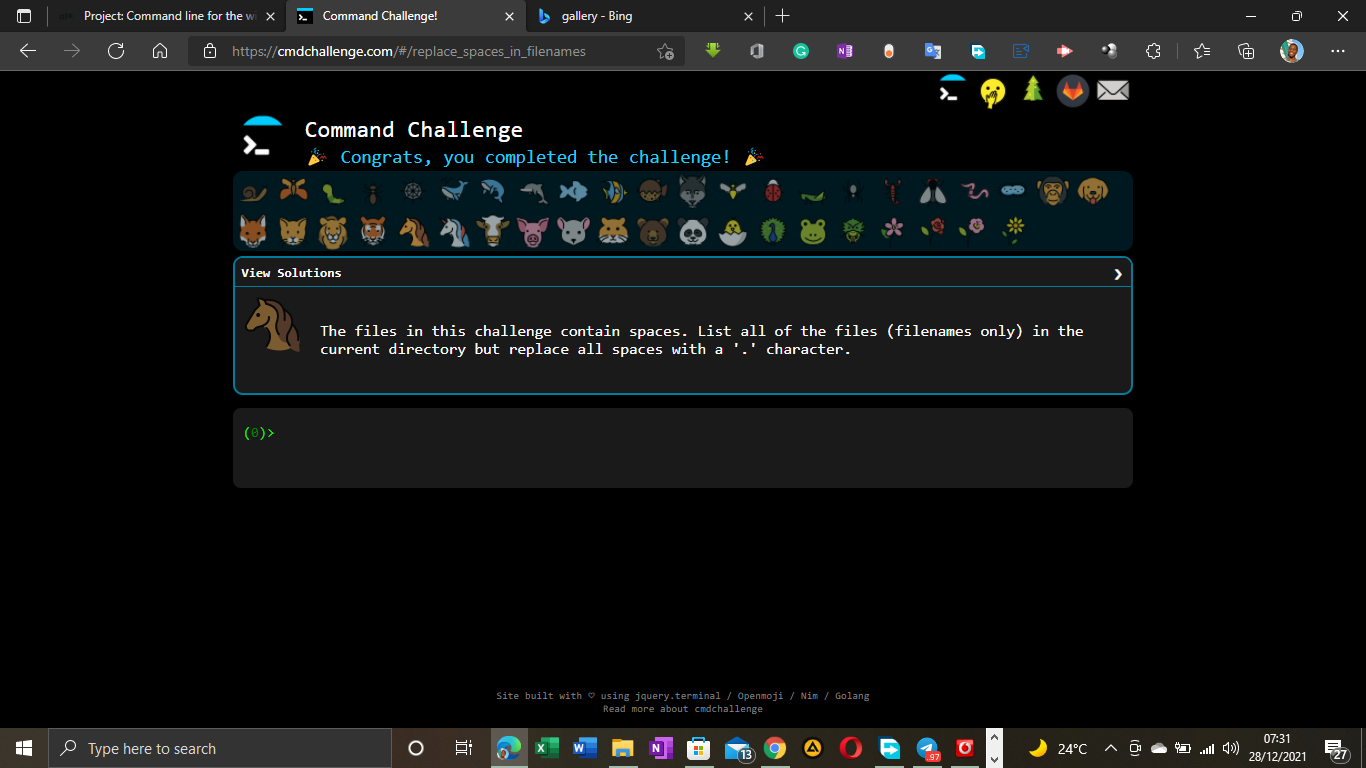 Project: Command line for the wi
Command Challenge!
gallery - Bing
https://cmdchallenge.com/#/replace_spaces_in_filenames
Command Challenge
Congrats, you completed the challenge!
View Solutions
The files in this challenge contain spaces. List all of the files (filenames only) in the
current directory but replace all spaces with a '.' character.
(0)>
Site built with ♡ using jquery.terminal / Openmoji / Nim / Golang
Read more about cmdchallenge
Type here to search
13
.97
24°C
07:31
28/12/2021
27